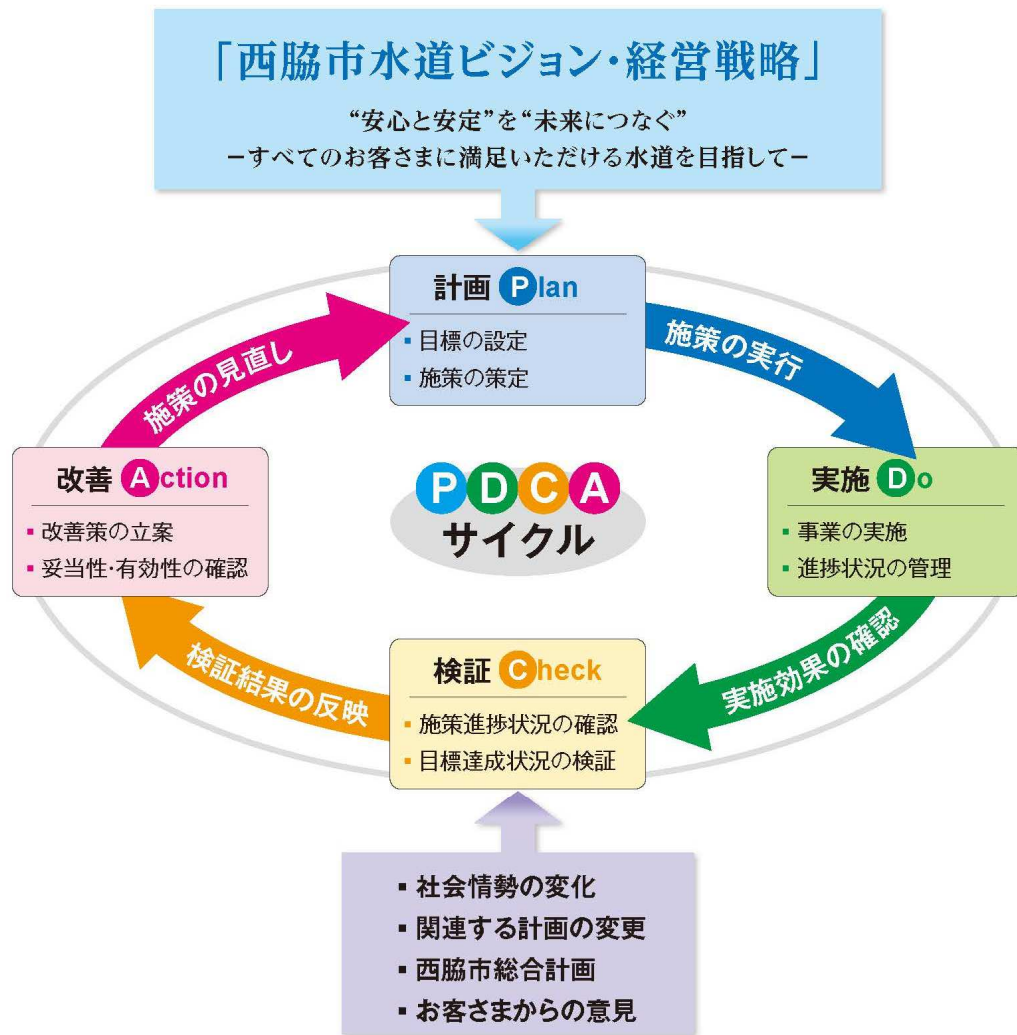 「西脇市水道ビジョン・経営戦略」
“安心と安定”を“未来につなぐ”
－すべてのお客さまに満足いただける水道を目指して－
計画 Plan
▪ 目標の設定
▪ 施策の策定
施策の実行
実施 Do
▪ 事業の実施
▪ 進捗状況の管理
実施効果の確認
検証 Check
▪ 施策進捗状況の確認
▪ 目標達成状況の検証
検証結果の反映
改善 Action
▪ 改善策の立案
▪ 妥当性・有効性の確認
施策の見直し
PDCA
サイクル
▪ 社会情勢の変化
▪ 関連する計画の変更
▪ 西脇市総合計画
▪ お客さまからの意見